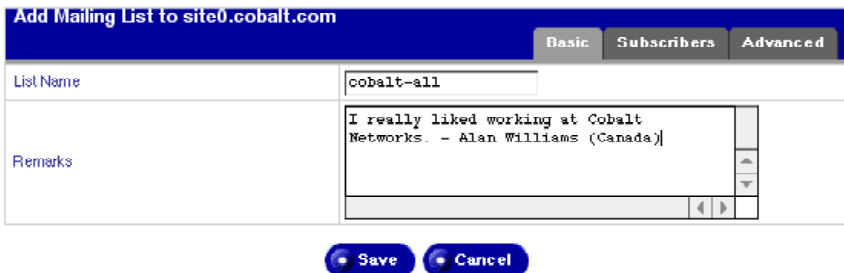 Add Mailing List to site0.cobalt.com
Basic Subscribers Advanced
List Name
cobalt-all
Remarks
I really liked working at Cobalt
Networks. - Alan Williams (Canada)
Save Cancel